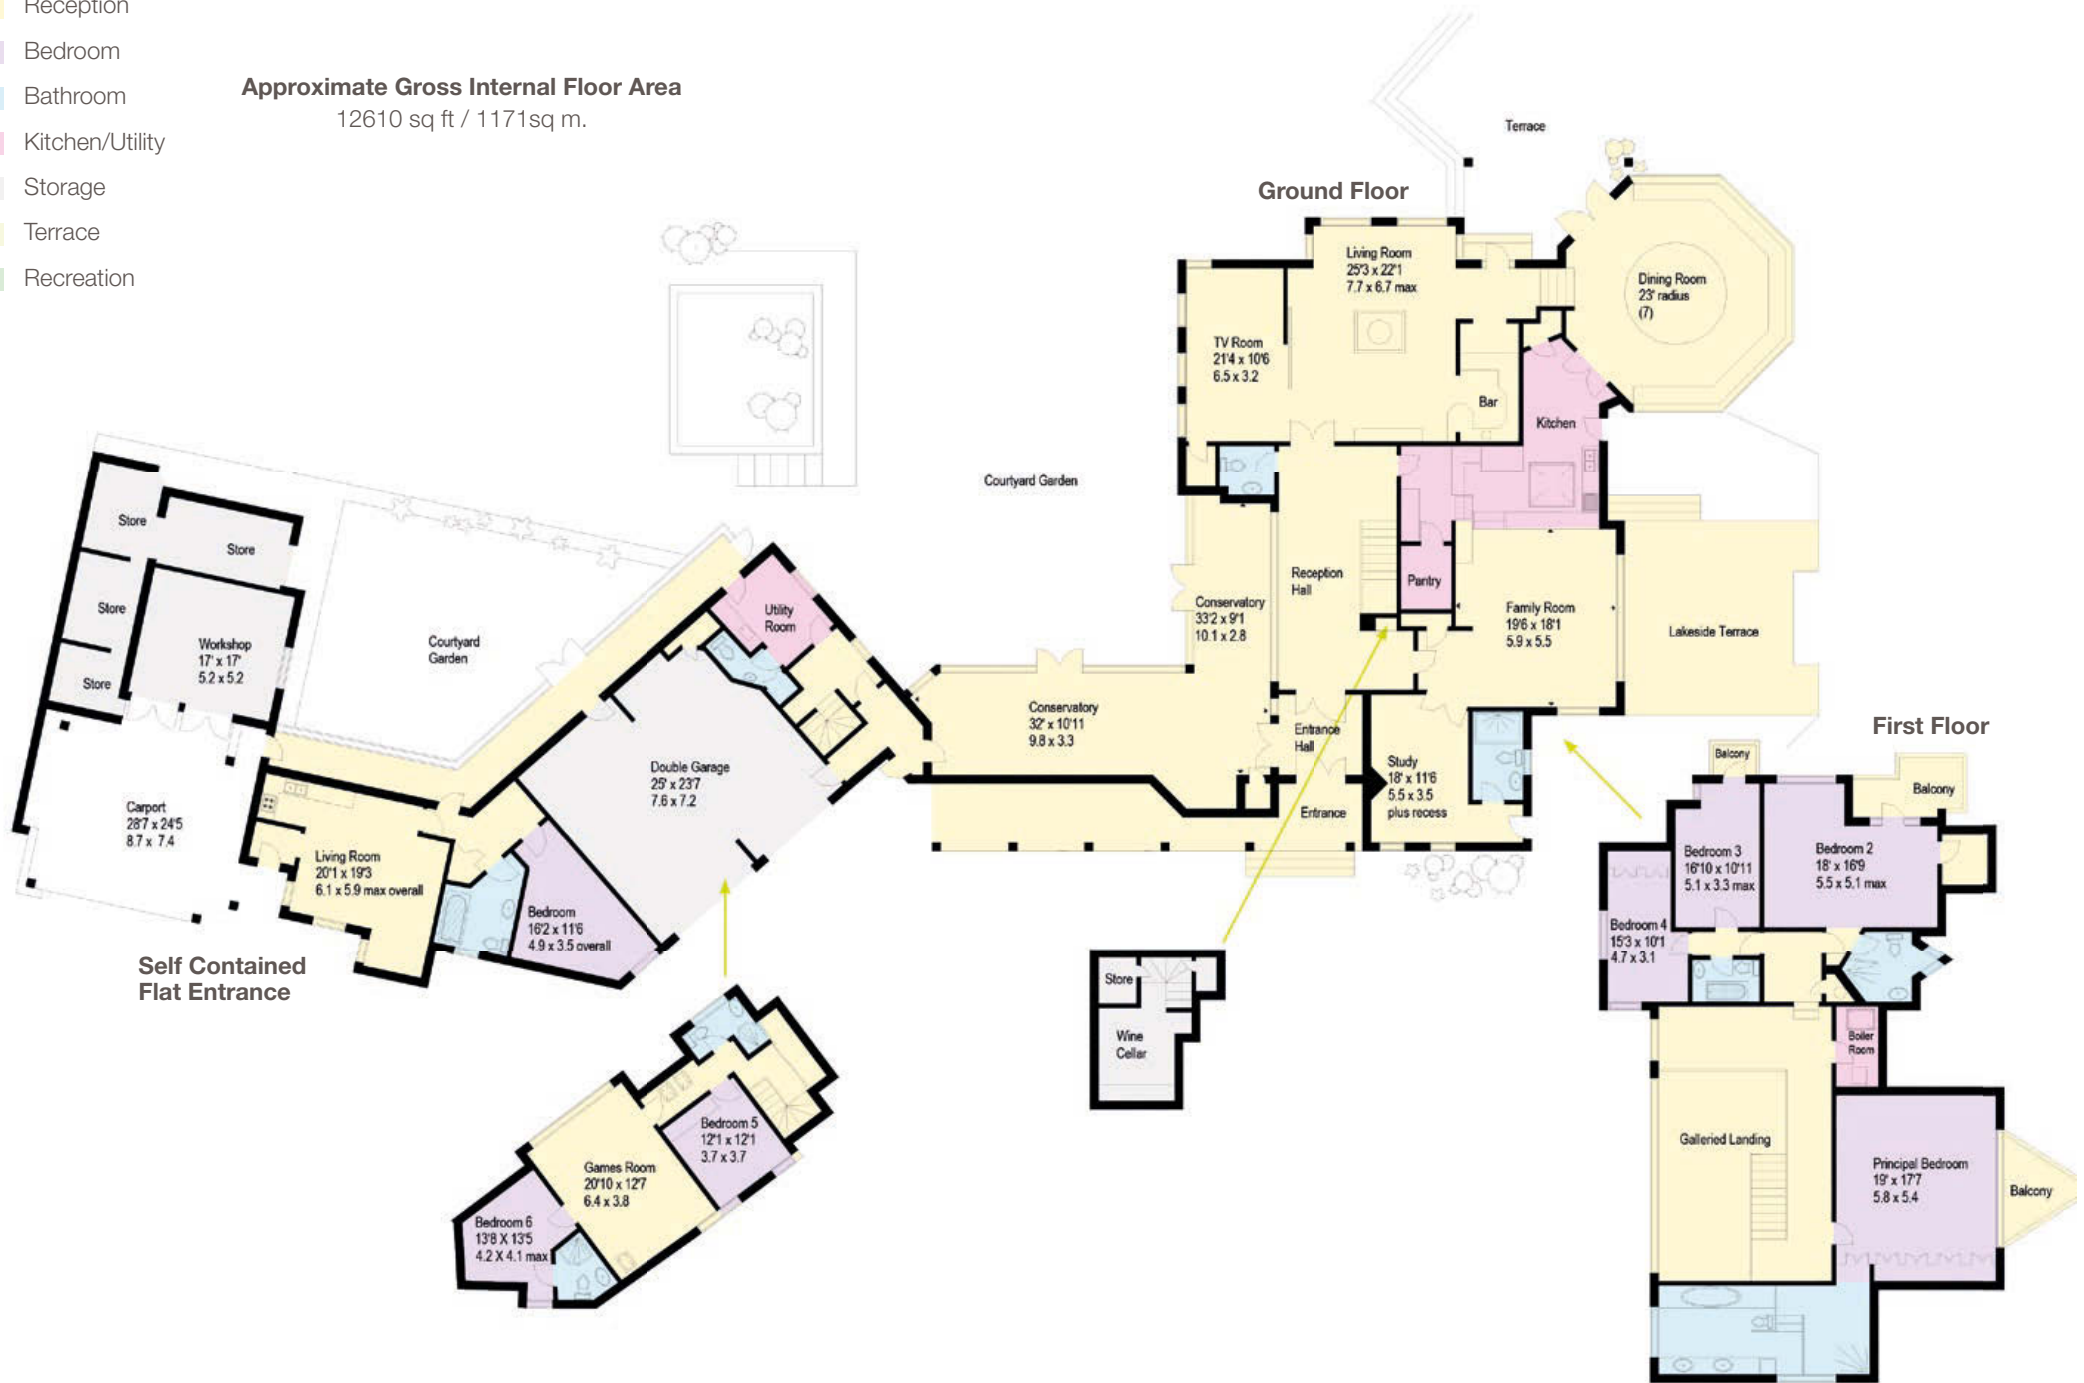 Reception
Bedroom
Bathroom
Kitchen/Utility
Storage
Terrace
Recreation
Approximate Gross Internal Floor Area
12610 sq ft / 1171sq m.
Ground Floor
Terrace
Living Room
25'3 x 22'1
7.7 x 6.7 max
Dining Room
23' radius
(7)
TV Room
21'4 x 10'6
6.5 x 3.2
Bar
Kitchen
Courtyard Garden
Reception
Hall
Pantry
Conservatory
33'2 x 9'1
10.1 x 2.8
Family Room
19'6 x 18'1
5.9 x 5.5
Lakeside Terrace
Store
Store
Store
Store
Workshop
17' x 17'
5.2 x 5.2
Courtyard
Garden
Utility
Room
Conservatory
32' x 10'11
9.8 x 3.3
Entrance
Hall
Study
18' x 11'6
5.5 x 3.5
plus recess
Entrance
Double Garage
25' x 23'7
7.6 x 7.2
Carport
28'7 x 24'5
8.7 x 7.4
Living Room
20'1 x 19'3
6.1 x 5.9 max overall
Bedroom
16'2 x 11'6
4.9 x 3.5 overall
Self Contained
Flat Entrance
First Floor
Balcony
Balcony
Bedroom 3
16'10 x 10'11
5.1 x 3.3 max
Bedroom 2
18' x 16'9
5.5 x 5.1 max
Bedroom 4
15'3 x 10'1
4.7 x 3.1
Store
Wine
Cellar
Boiler
Room
Galleried Landing
Principal Bedroom
19' x 17'7
5.8 x 5.4
Balcony
Bedroom 5
12'1 x 12'1
3.7 x 3.7
Games Room
20'10 x 12'7
6.4 x 3.8
Bedroom 6
13'8 X 13'5
4.2 X 4.1 max